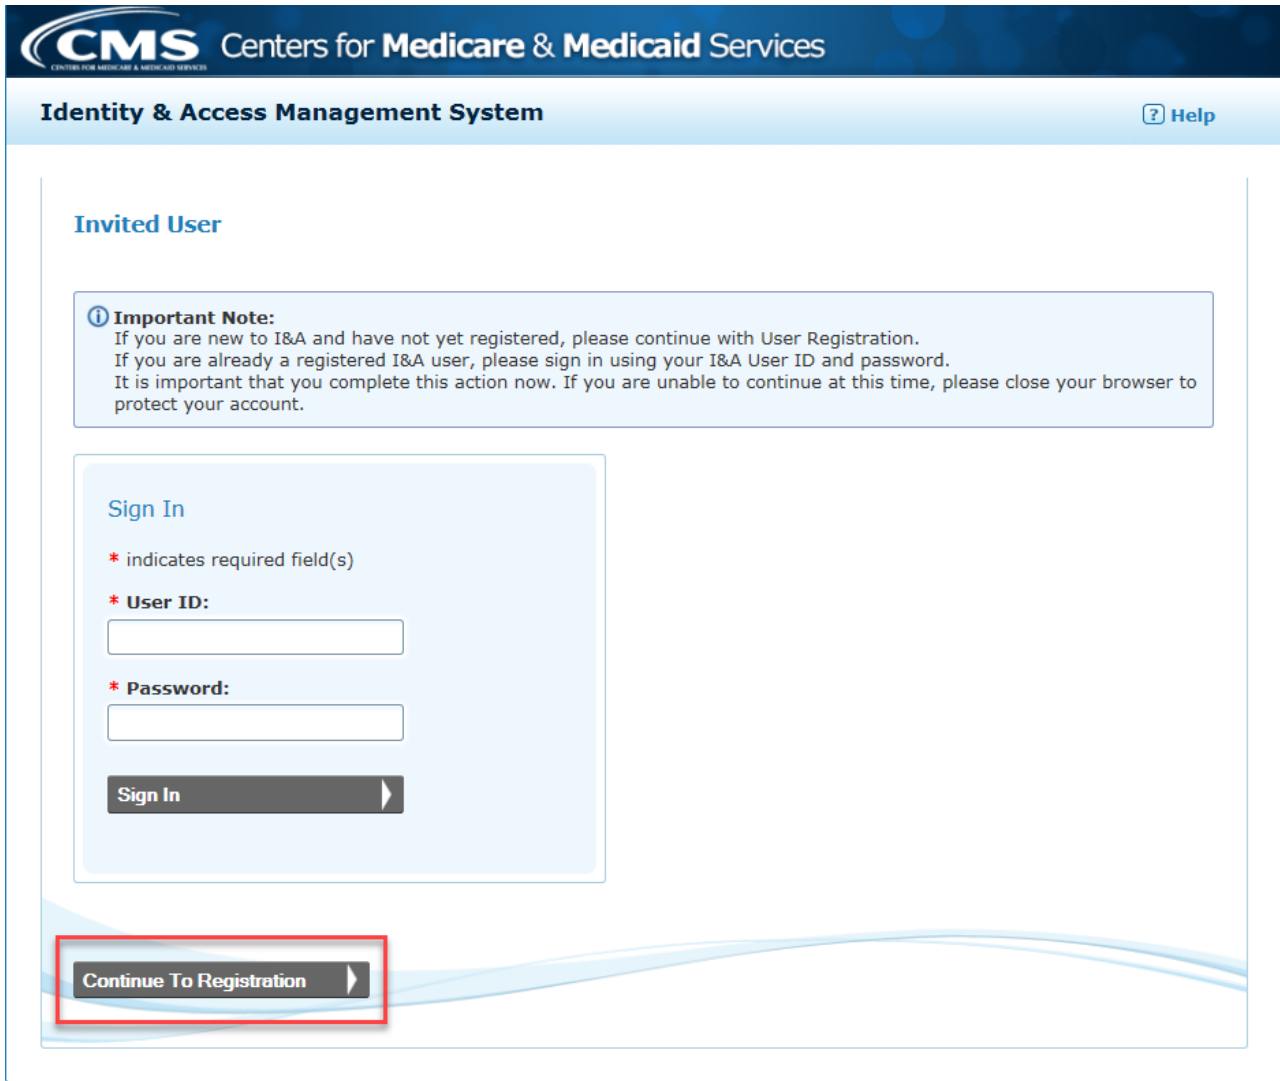 CMS Centers for Medicare & Medicaid Services
CENTERS FOR MEDICARE & MEDICAID SERVICES
Identity & Access Management System
? Help
Invited User
Important Note:
If you are new to I&A and have not yet registered, please continue with User Registration.
If you are already a registered I&A user, please sign in using your I&A User ID and password.
It is important that you complete this action now. If you are unable to continue at this time, please close your browser to
protect your account.
Sign In
* indicates required field(s)
* User ID:
* Password:
Sign In
Continue To Registration